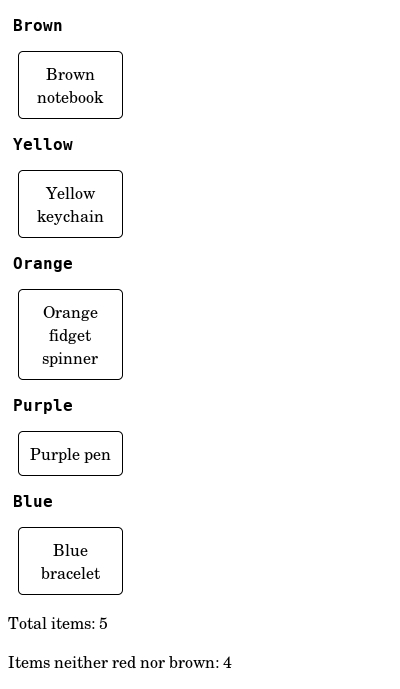 Brown
Brown
notebook
Yellow
Yellow
keychain
Orange
Orange
fidget
spinner
Purple
Purple pen
Blue
Blue
bracelet
Total items: 5
Items neither red nor brown: 4